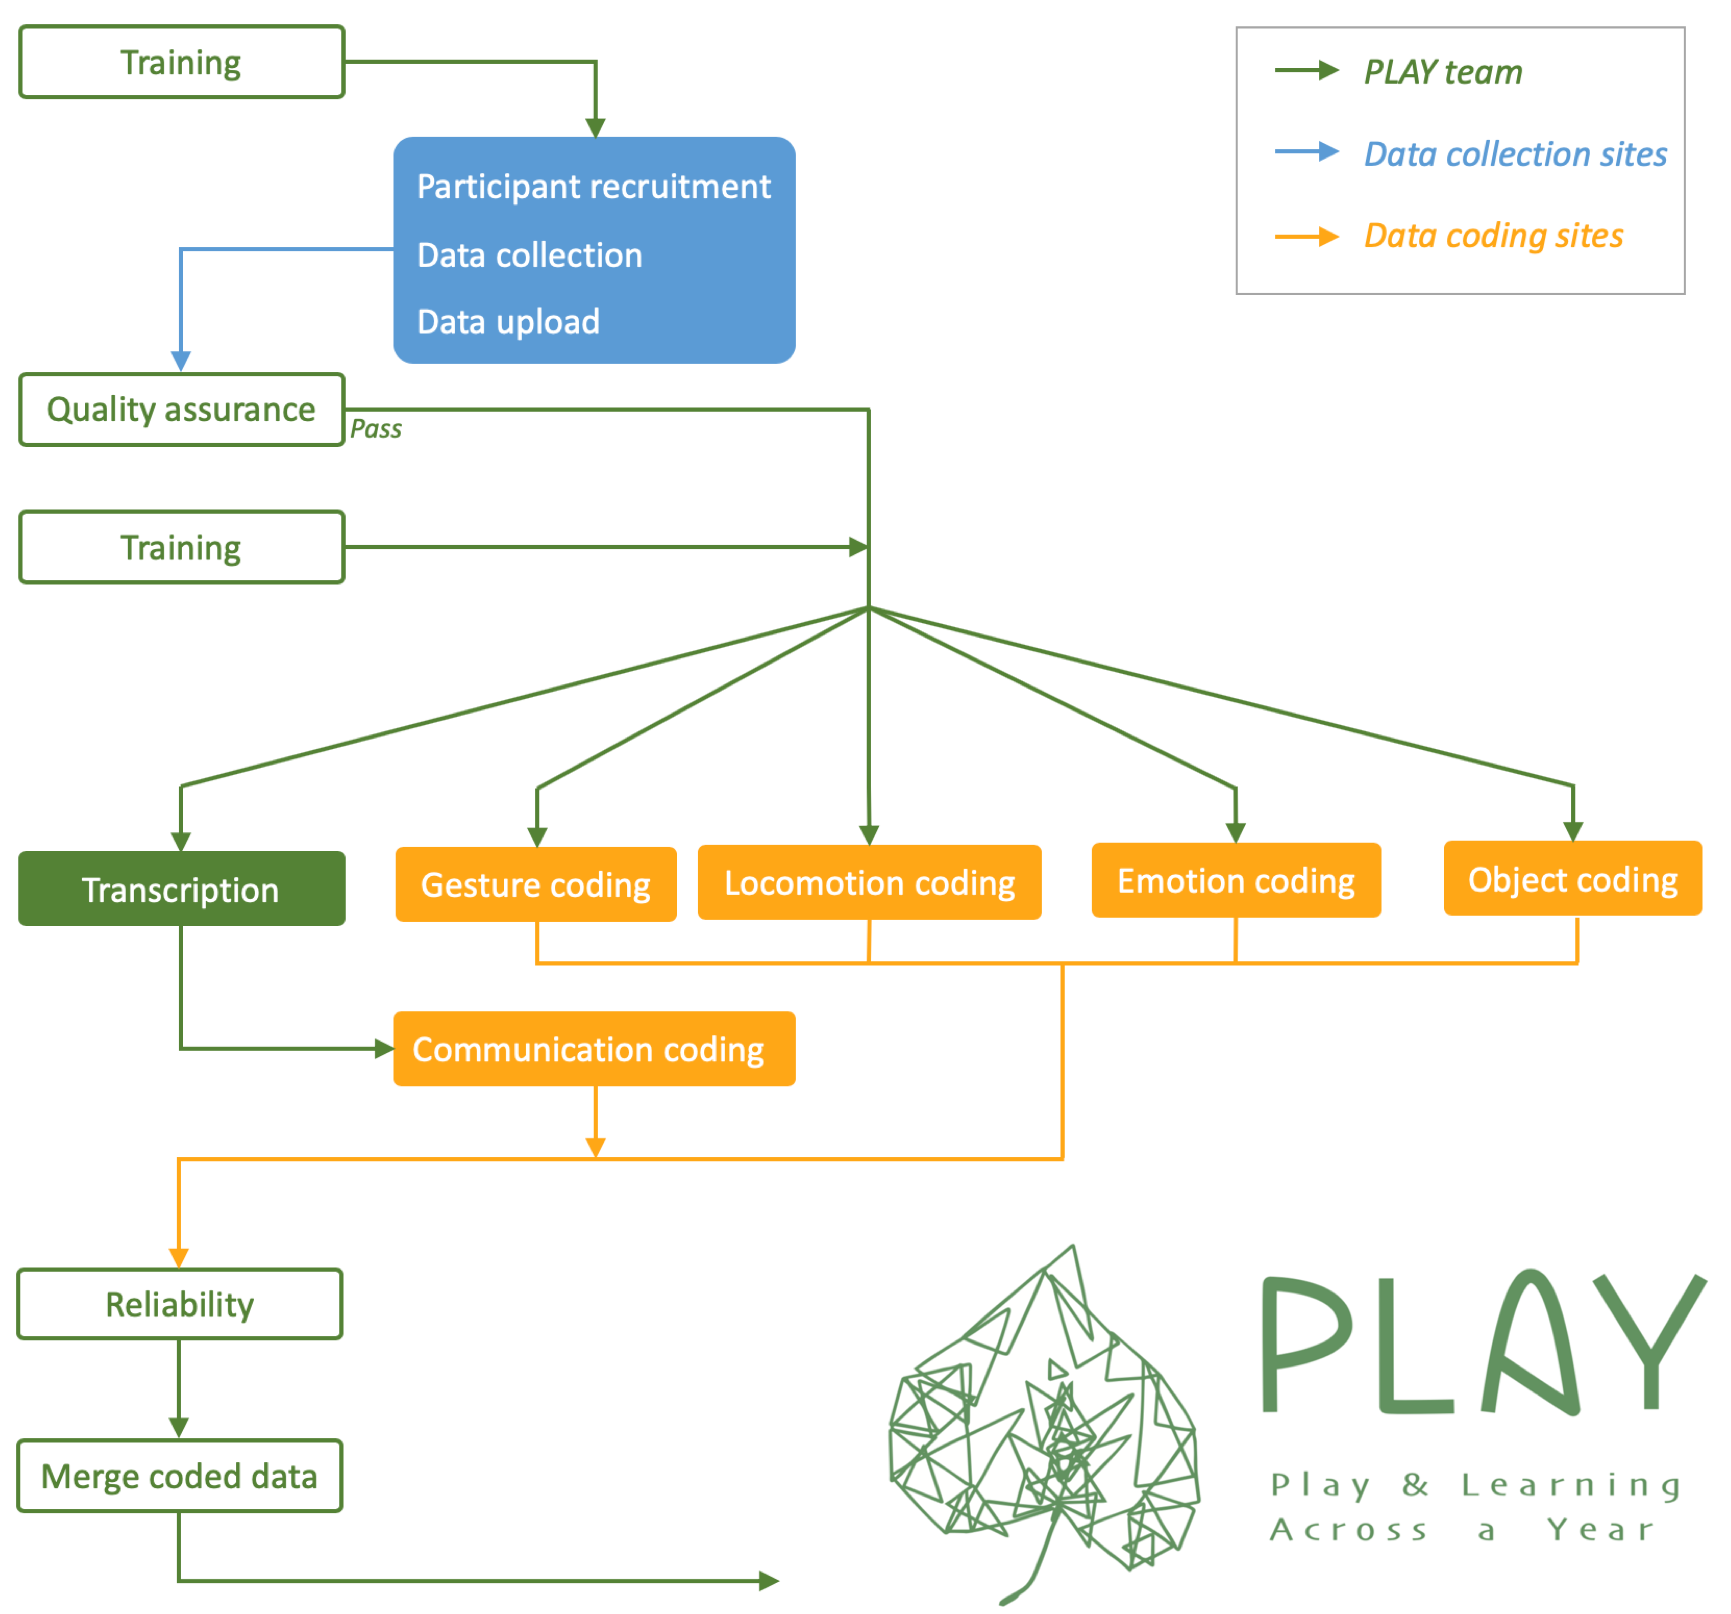 Training
PLAY team
Data collection sites
Data coding sites
Participant recruitment
Data collection
Data upload
Quality assurance
Pass
Training
Transcription
Gesture coding
Locomotion coding
Emotion coding
Object coding
Communication coding
Reliability
Merge coded data
PLAY
Play & Learning
Across a Year